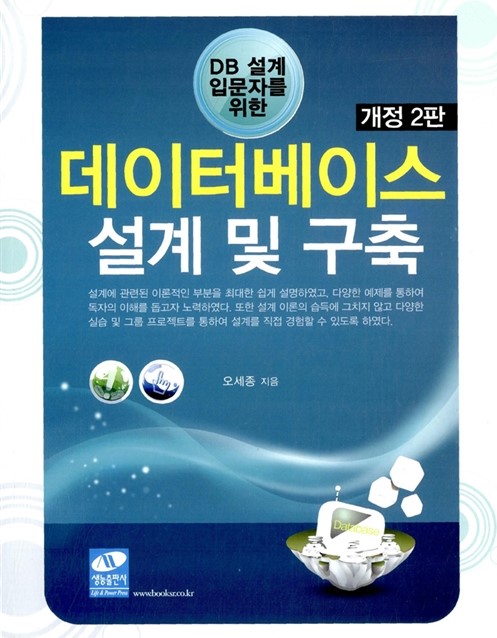 DB 설계
입문자를
위한
개정 2판
데이터베이스
설계 및 구축
설계에 관련된 이론적인 부분을 최대한 쉽게 설명하였고, 다양한 예제를 통하여
독자의 이해를 돕고자 노력하였다. 또한 설계 이론의 습득에 그치지 않고 다양한
실습 및 그룹 프로젝트를 통하여 설계를 직접 경험할 수 있도록 하였다.
오세종 지음
Database
생능출판사
Life & Power Press
www.booksr.co.kr